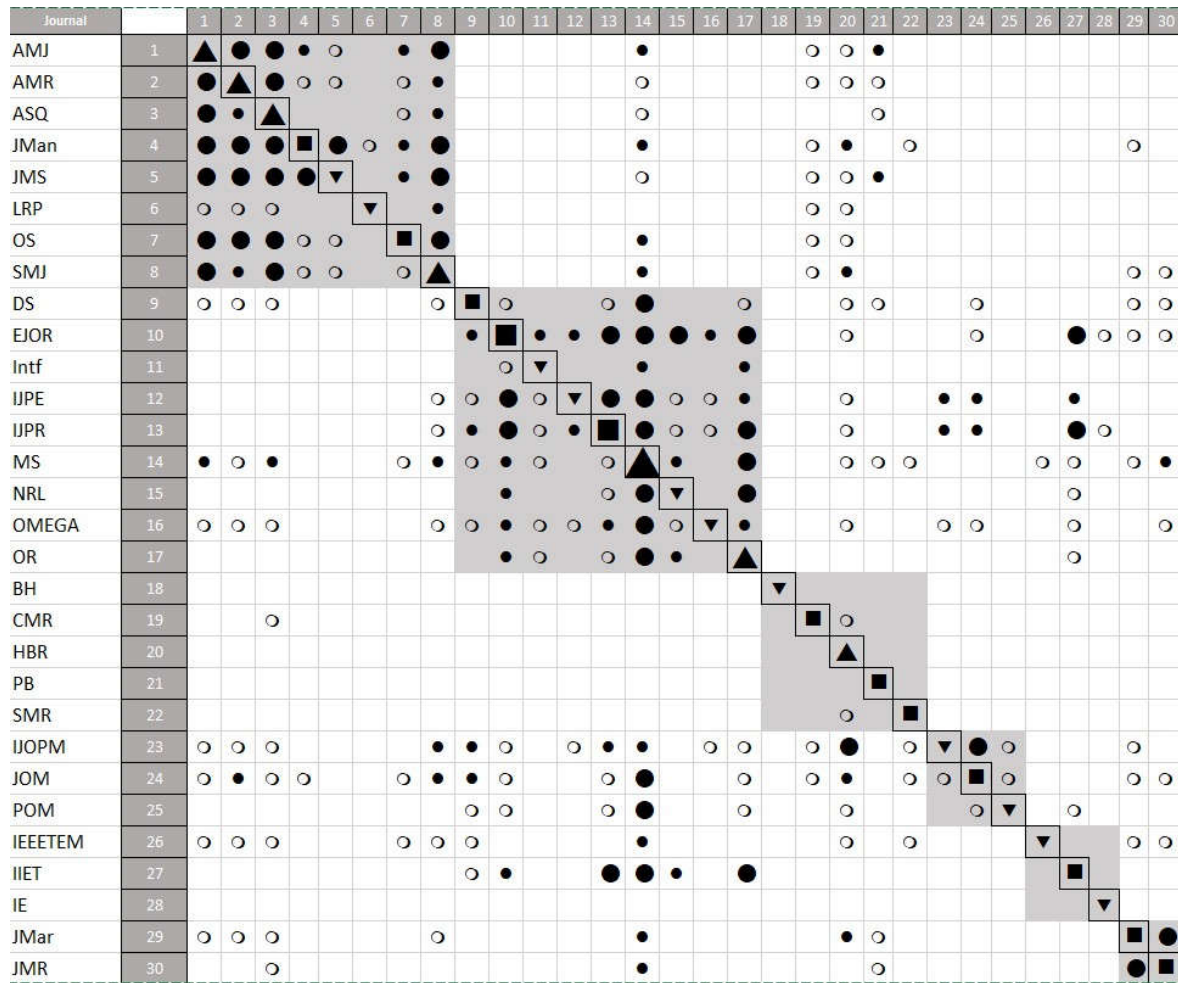 Journal 1 2 3 4 5 6 7 8 9 10 11 12 13 14 15 16 17 18 19 20 21 22 23 24 25 26 27 28 29 30
AMJ 1
AMR 2
ASQ 3
JMan 4
JMS 5
LRP 6
OS 7
SMJ 8
DS 9
EJOR 10
Intf 11
IJPE 12
IJPR 13
MS 14
NRL 15
OMEGA 16
OR 17
BH 18
CMR 19
HBR 20
PB 21
SMR 22
IJOPM 23
JOM 24
POM 25
IEEETEM 26
IIET 27
IE 28
JMar 29
JMR 30